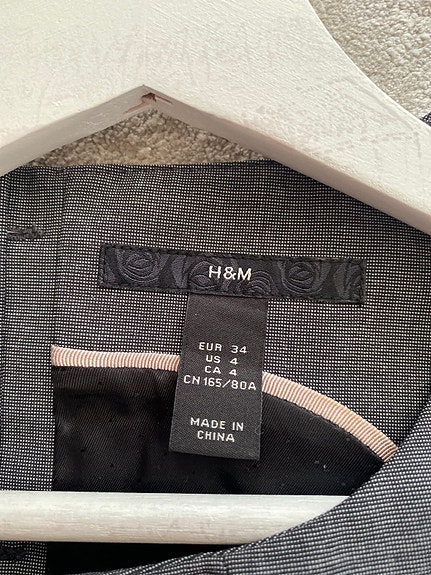 H&M
EUR 34
US 4
CA 4
CN 165/80A
MADE IN
CHINA